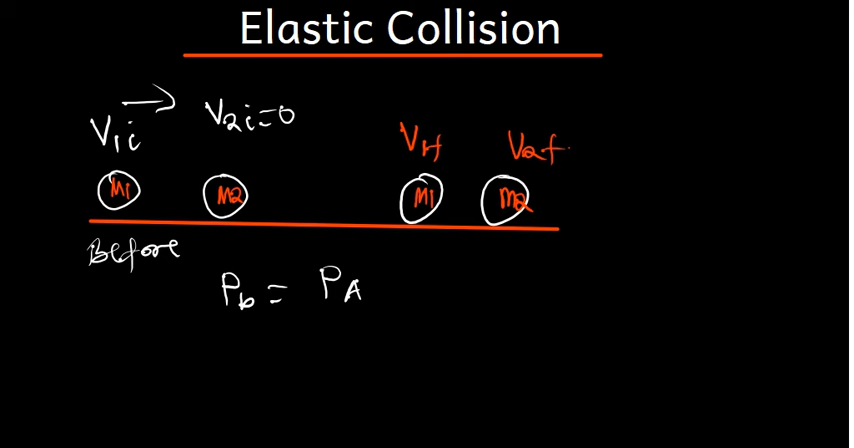 Elastic Collision
V1i V2i=0
V1f V2f
M1 M2 M1 M2
Before
Pb = PA